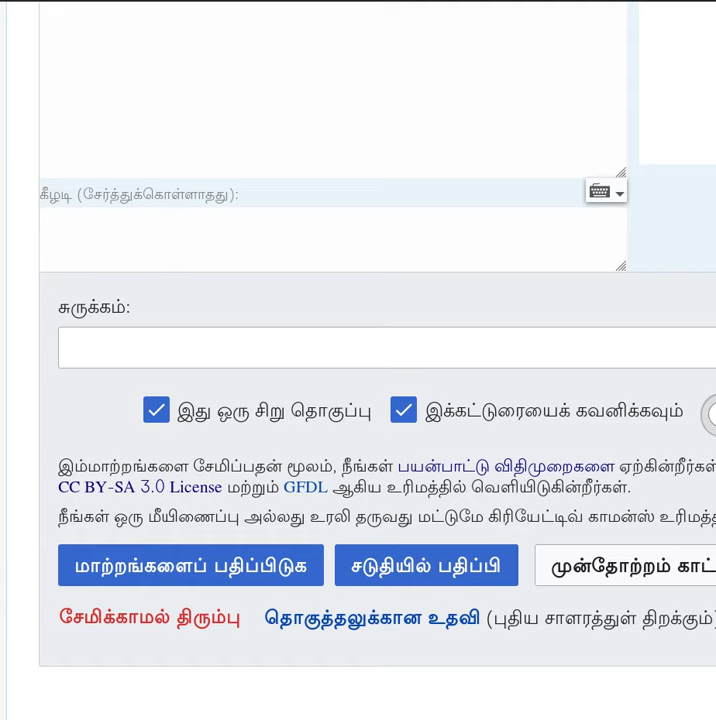 கீழடி (சேர்த்துக்கொள்ளாதது):
சுருக்கம்:
இது ஒரு சிறு தொகுப்பு இக்கட்டுரையைக் கவனிக்கவும்
இம்மாற்றங்களை சேமிப்பதன் மூலம், நீங்கள் பயன்பாட்டு விதிமுறைகளை ஏற்கின்றீர்கள்
CC BY-SA 3.0 License மற்றும் GFDL ஆகிய உரிமத்தில் வெளியிடுகின்றீர்கள்.
நீங்கள் ஒரு மீயிணைப்பு அல்லது உரலி தருவது மட்டுமே கிரியேட்டிவ் காமன்ஸ்
மாற்றங்களைப் பதிப்பிடுக சடுதியில் பதிப்பி முன்தோற்றம்
சேமிக்காமல் திரும்பு தொகுத்தலுக்கான உதவி (புதிய சாளரத்துள் திறக்கும்)